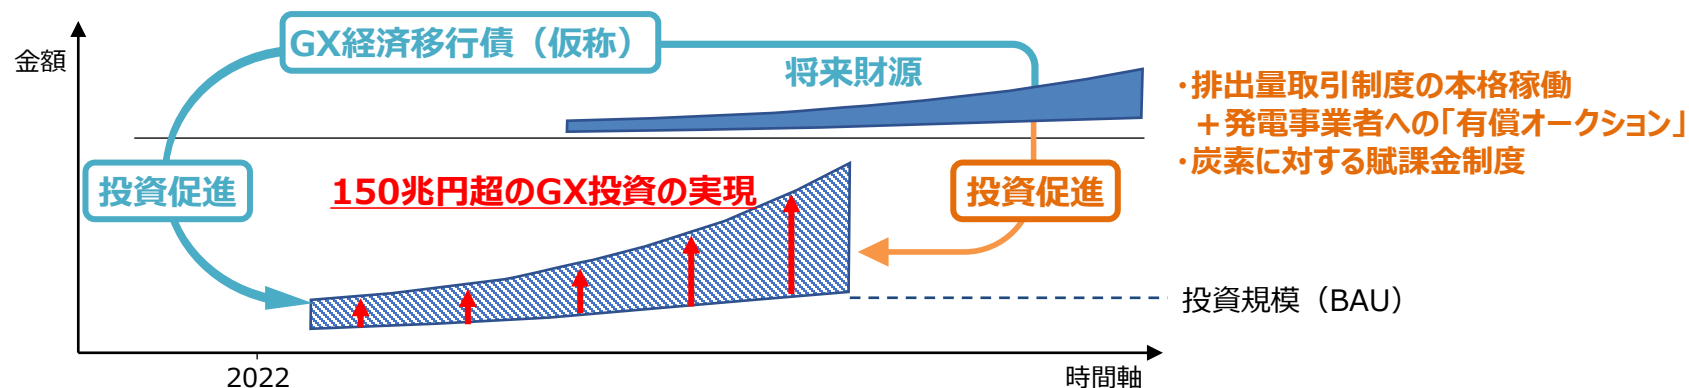 金額
GX経済移行債（仮称）
将来財源
・排出量取引制度の本格稼働
＋発電事業者への「有償オークション」
・炭素に対する賦課金制度
投資促進
150兆円超のGX投資の実現
投資促進
投資規模（BAU）
2022
時間軸